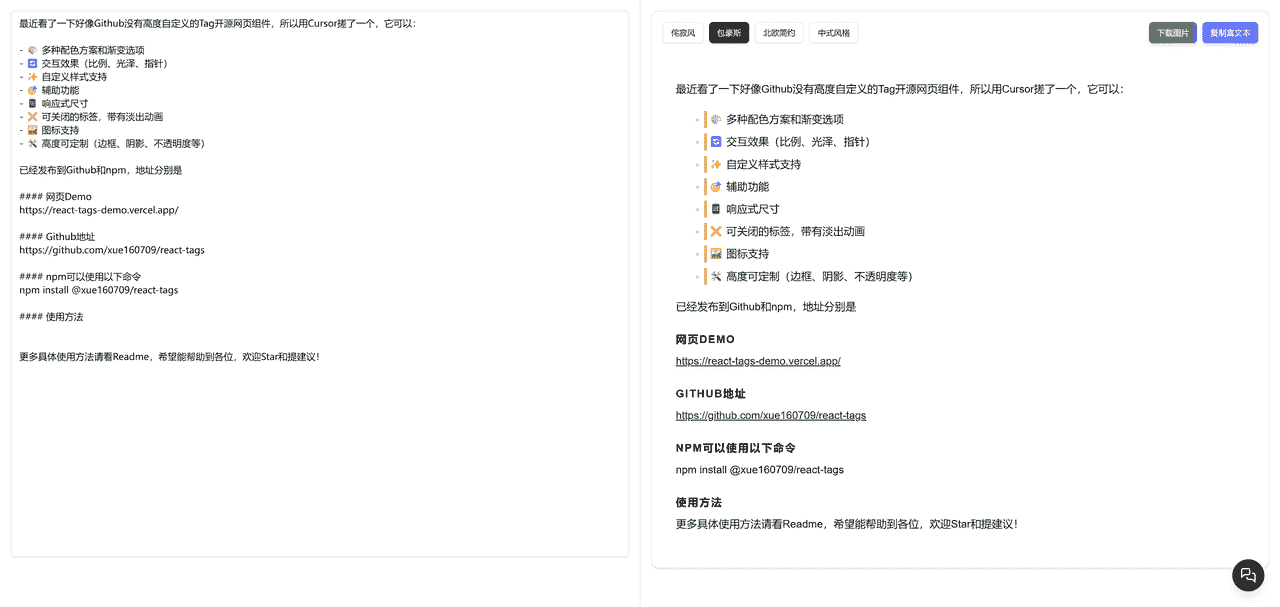 最近看了一下好像Github没有高度自定义的Tag开源网页组件，所以用Cursor搓了一个，它可以：
- 🎨 多种配色方案和渐变选项
- 🔄 交互效果（比例、光泽、指针）
- ✨ 自定义样式支持
- 🎯 辅助功能
- 📱 响应式尺寸
- ❌ 可关闭的标签，带有淡出动画
- 🖼️ 图标支持
- 🛠️ 高度可定制（边框、阴影、不透明度等）
已经发布到Github和npm，地址分别是
#### 网页Demo
https://react-tags-demo.vercel.app/
#### Github地址
https://github.com/xue160709/react-tags
#### npm可以使用以下命令
npm install @xue160709/react-tags
#### 使用方法
更多具体使用方法请看Readme，希望能帮助到各位，欢迎Star和提建议！
侘寂风 包豪斯 北欧简约 中式风格 下载图片 复制富文本
最近看了一下好像Github没有高度自定义的Tag开源网页组件，所以用Cursor搓了一个，它可以：
🎨 多种配色方案和渐变选项
🔄 交互效果（比例、光泽、指针）
✨ 自定义样式支持
🎯 辅助功能
📱 响应式尺寸
❌ 可关闭的标签，带有淡出动画
🖼️ 图标支持
🛠️ 高度可定制（边框、阴影、不透明度等）
已经发布到Github和npm，地址分别是
网页DEMO
https://react-tags-demo.vercel.app/
GITHUB地址
https://github.com/xue160709/react-tags
NPM可以使用以下命令
npm install @xue160709/react-tags
使用方法
更多具体使用方法请看Readme，希望能帮助到各位，欢迎Star和提建议！